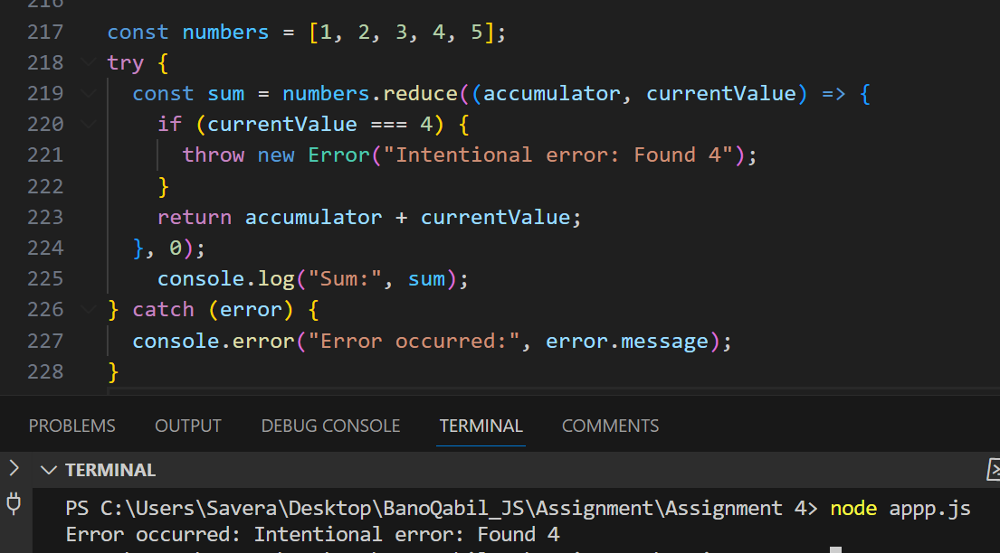 216
217 const numbers = [1, 2, 3, 4, 5];
218 try {
219 const sum = numbers.reduce((accumulator, currentValue) => {
220 if (currentValue === 4) {
221 throw new Error("Intentional error: Found 4");
222 }
223 return accumulator + currentValue;
224 }, 0);
225 console.log("Sum:", sum);
226 } catch (error) {
227 console.error("Error occurred:", error.message);
228 }
PROBLEMS OUTPUT DEBUG CONSOLE TERMINAL COMMENTS
TERMINAL
PS C:\Users\Savera\Desktop\BanoQabil_JS\Assignment\Assignment 4> node appp.js
Error occurred: Intentional error: Found 4